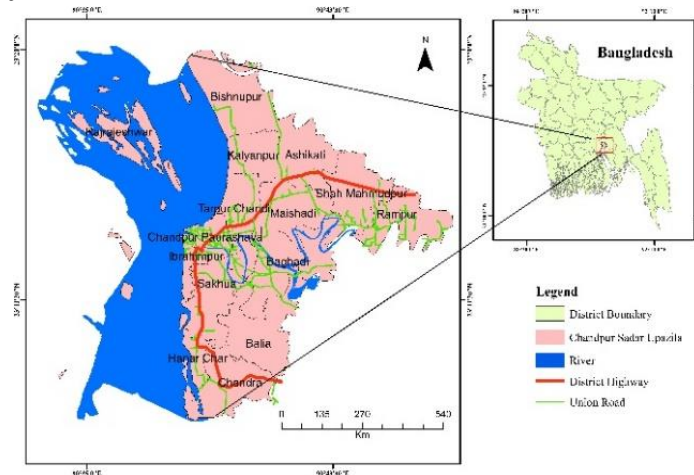 N
Bangladesh
Bishnupur
Rajrajeshwar
Kalyanpur
Ashikati
Shah Mahmudpur
Tarpur Chandi
Maishadi
Rampur
Chandpur Paurashava
Ibrahimpur
Baghadi
Sakhua
Balia
Hanar Char
Chandra
0 135 270 540
Km
Legend
District Boundary
Chandpur Sadar Upazila
River
District Highway
Union Road